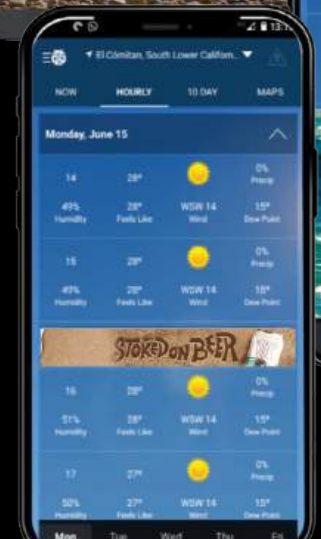 13:1
El Cómitan, South Lower Californ..
NOW HOURLY 10 DAY MAPS
Monday, June 15
14 28° 0% Precip
49% Humidity 28° Feels Like WSW 14 Wind 15° Dew Point
15 28° 0% Precip
49% Humidity 28° Feels Like WSW 14 Wind 15° Dew Point
STOKED ON BEER
16 28° 0% Precip
51% Humidity 28° Feels Like WSW 14 Wind 15° Dew Point
17 27° 0% Precip
50% Humidity 27° Feels Like WSW 14 Wind 15° Dew Point
Mon Tue Wed Thu Fri